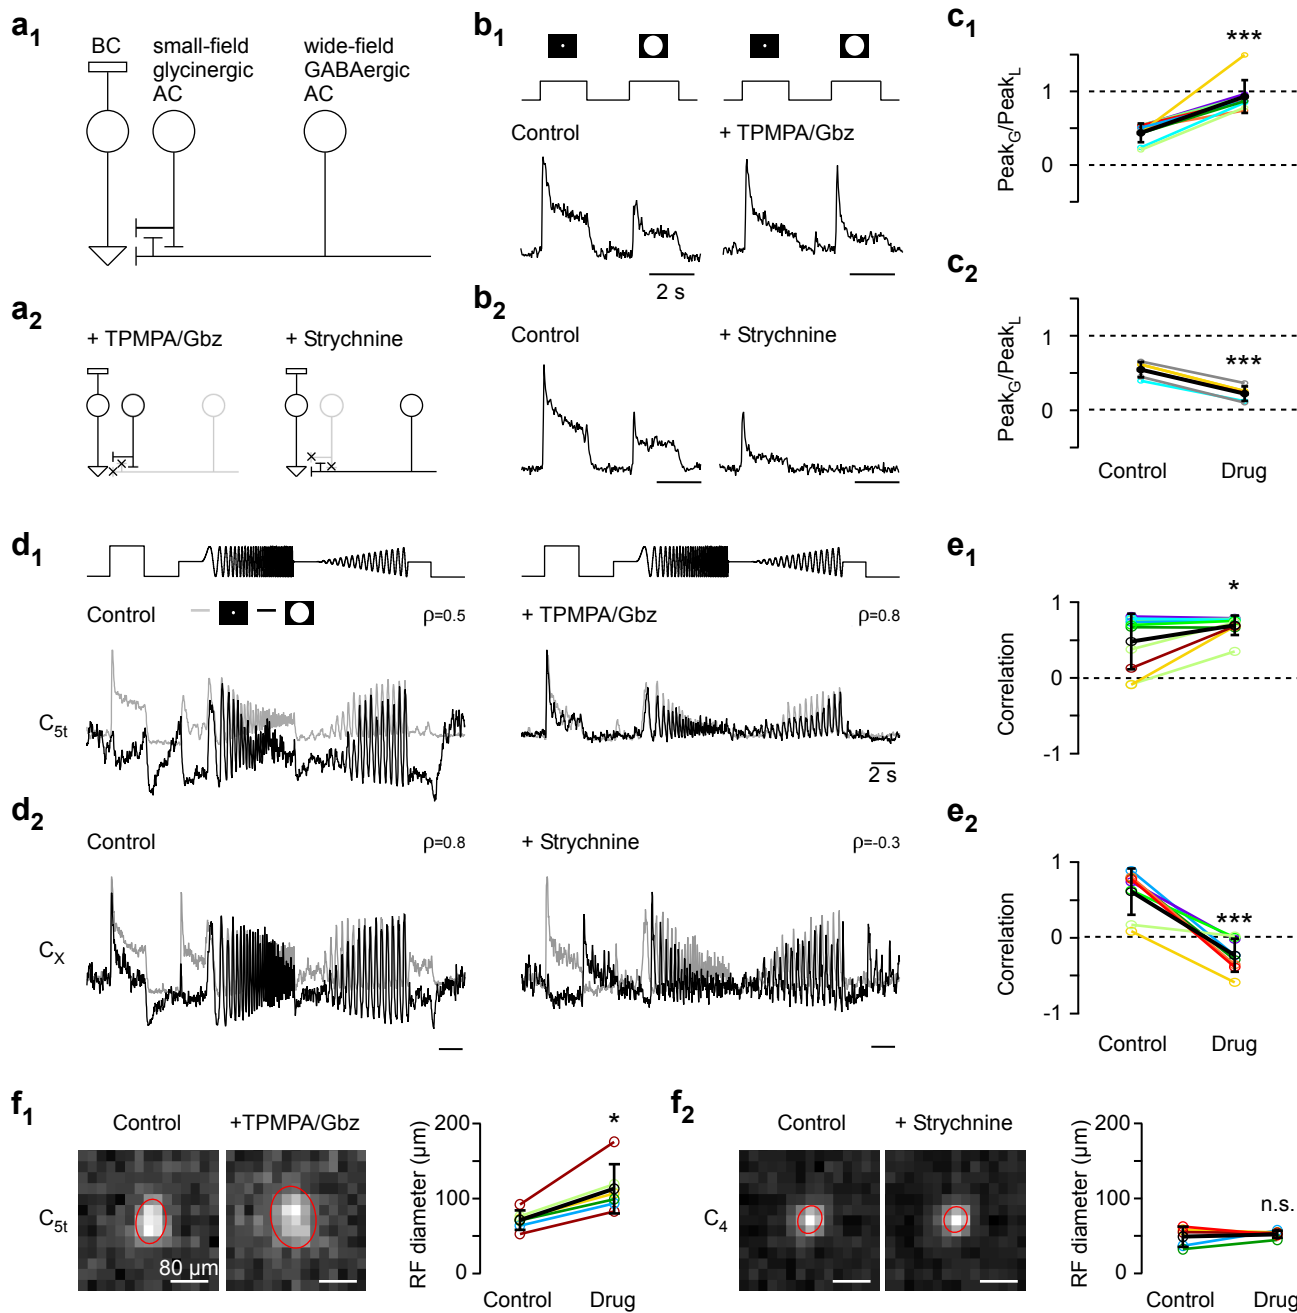 a1
BC
small-field
glycinergic
AC
wide-field
GABAergic
AC
b1
Control
+ TPMPA/Gbz
2 s
c1
***
PeakG/PeakL
1
0
a2
+ TPMPA/Gbz
+ Strychnine
b2
Control
+ Strychnine
c2
***
PeakG/PeakL
1
0
Control
Drug
d1
Control
ρ=0.5
+ TPMPA/Gbz
ρ=0.8
C5t
2 s
e1
*
Correlation
1
0
-1
d2
Control
ρ=0.8
+ Strychnine
ρ=-0.3
CX
e2
***
Correlation
1
0
-1
Control
Drug
f1
Control
+TPMPA/Gbz
C5t
80 µm
RF diameter (µm)
200
100
0
*
Control
Drug
f2
Control
+ Strychnine
C4
RF diameter (µm)
200
100
0
n.s.
Control
Drug